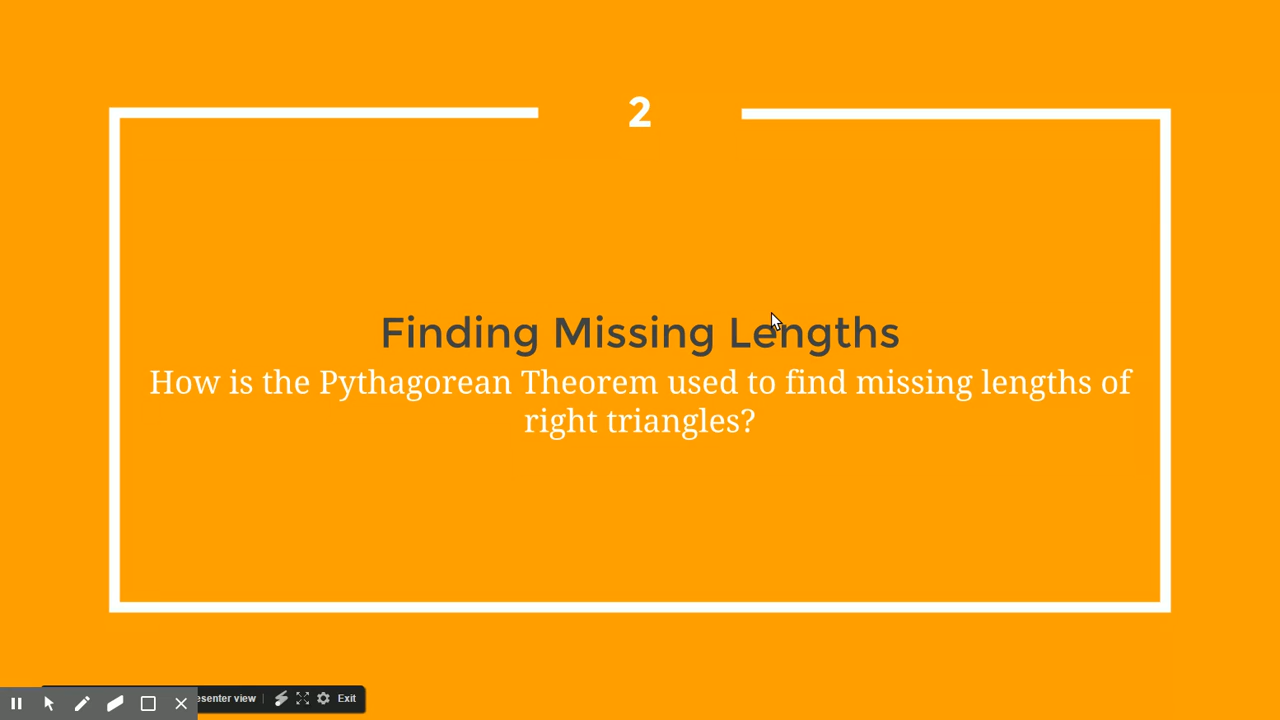 2
Finding Missing Lengths
How is the Pythagorean Theorem used to find missing lengths of
right triangles?
view
Exit